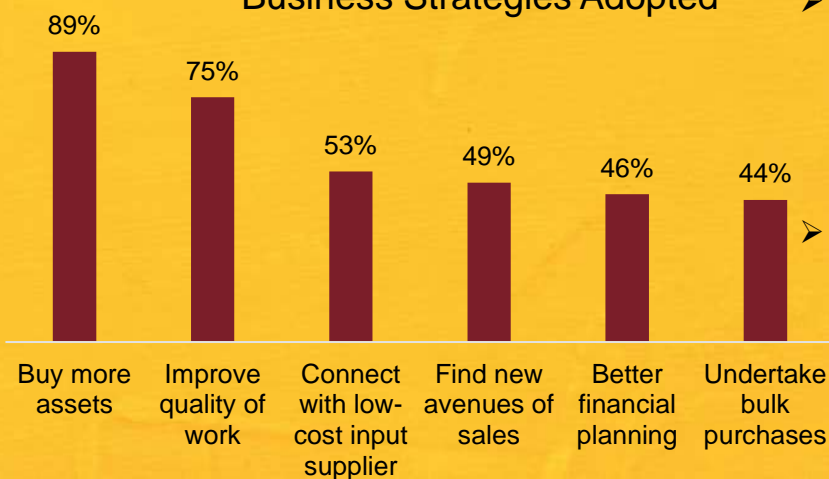 Business Strategies Adopted
➢
89%
75%
53%
49%
46%
44%
➢
Buy more
assets
Improve
quality of
work
Connect
with low-
cost input
supplier
Find new
avenues of
sales
Better
financial
planning
Undertake
bulk
purchases